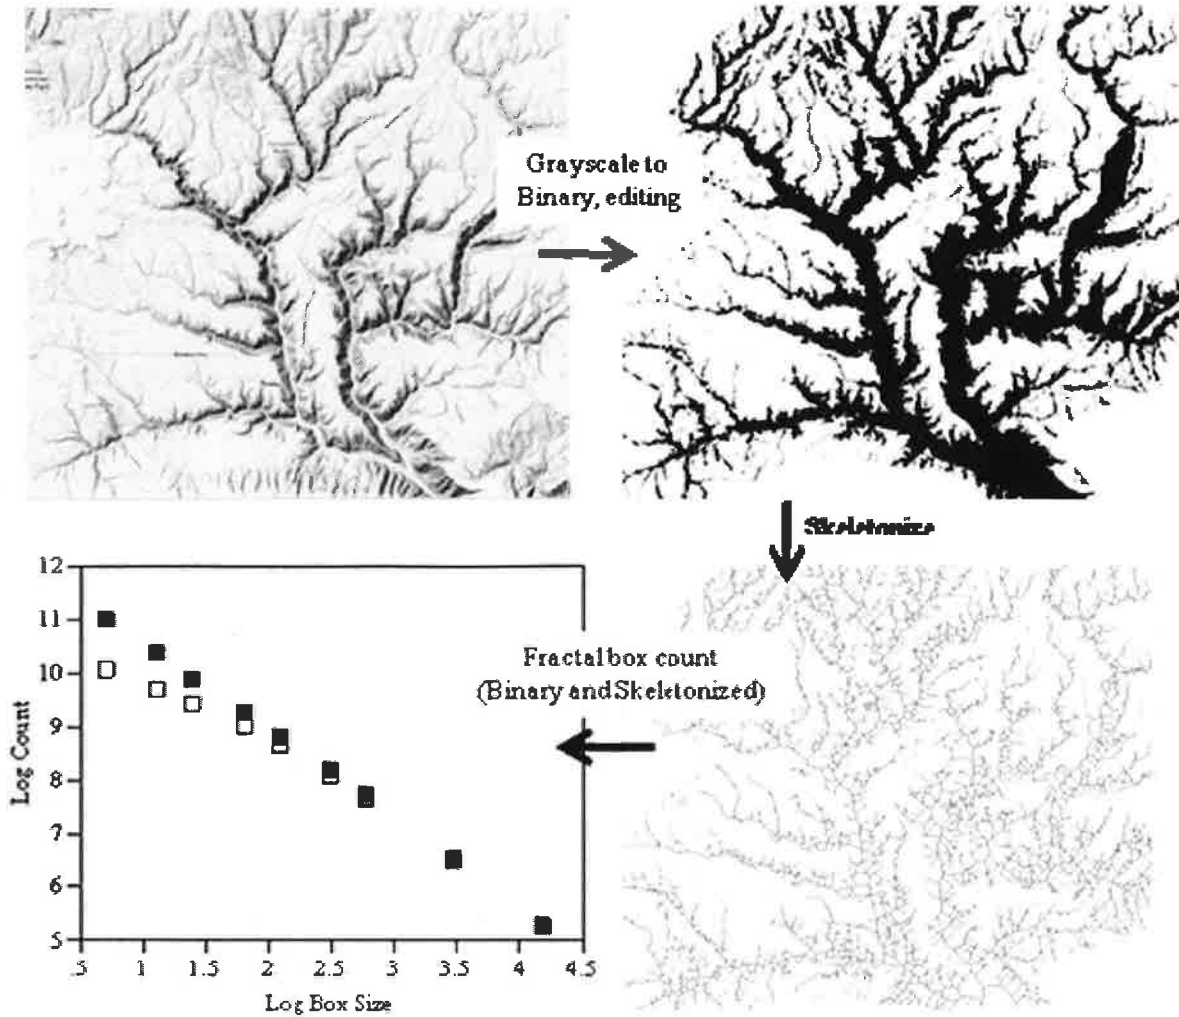 Grayscale to
Binary, editing
Skeletonize
Fractal box count
(Binary and Skeletonized)
12
11
10
9
8
7
6
5
Log Count
.5 1 1.5 2 2.5 3 3.5 4 4.5
Log Box Size